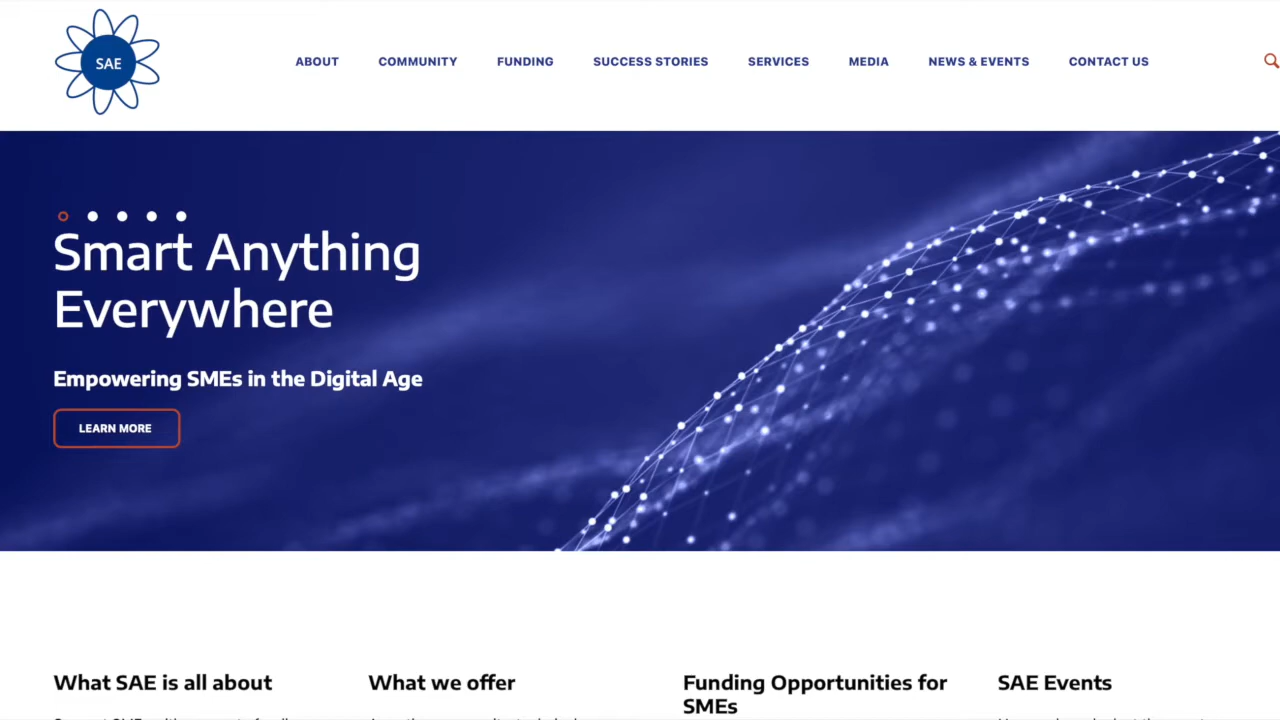 SAE
ABOUT
COMMUNITY
FUNDING
SUCCESS STORIES
SERVICES
MEDIA
NEWS & EVENTS
CONTACT US
Smart Anything
Everywhere
Empowering SMEs in the Digital Age
LEARN MORE
What SAE is all about
What we offer
Funding Opportunities for
SMEs
SAE Events